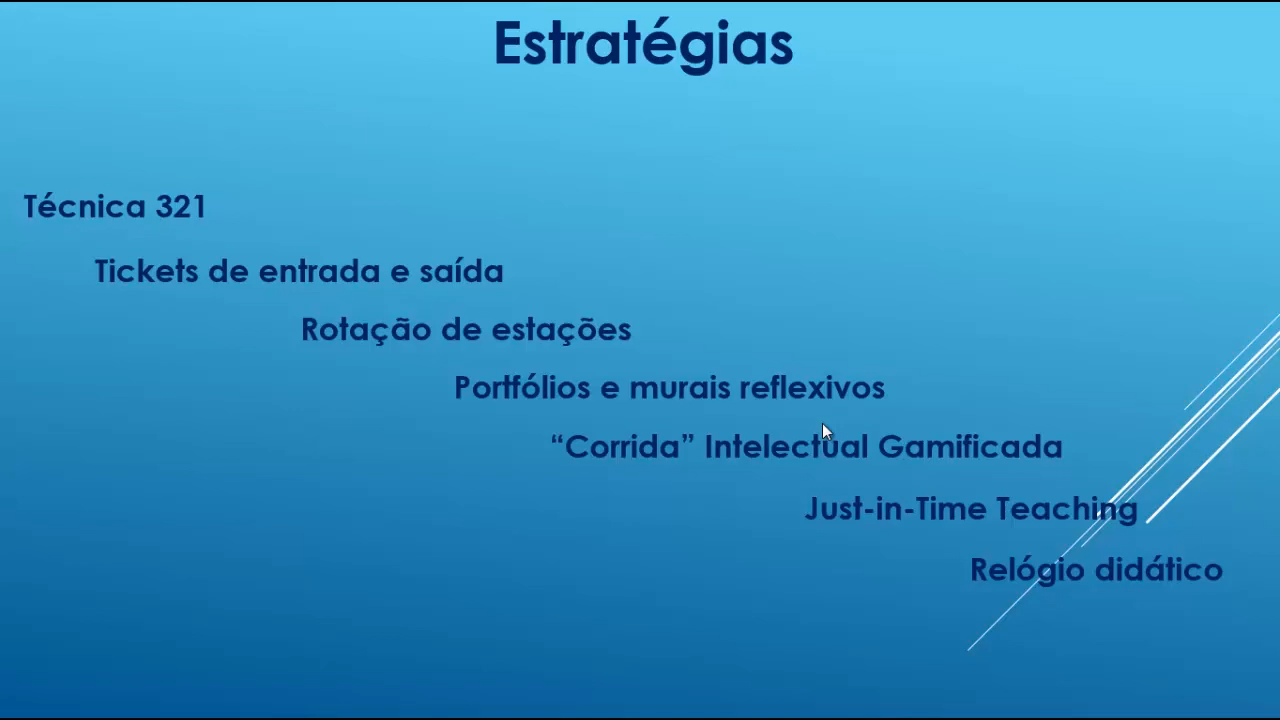 Estratégias
Técnica 321
Tickets de entrada e saída
Rotação de estações
Portfólios e murais reflexivos
“Corrida” Intelectual Gamificada
Just-in-Time Teaching
Relógio didático